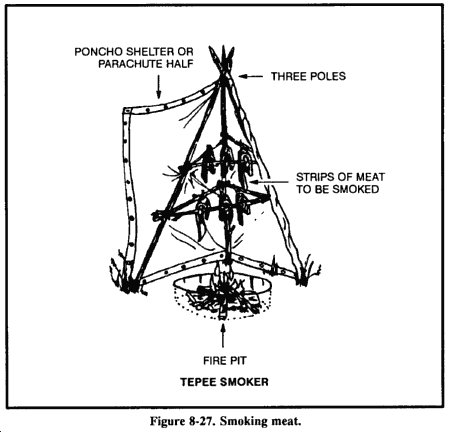 PONCHO SHELTER OR
PARACHUTE HALF
THREE POLES
STRIPS OF MEAT
TO BE SMOKED
FIRE PIT
TEPEE SMOKER
Figure 8-27. Smoking meat.